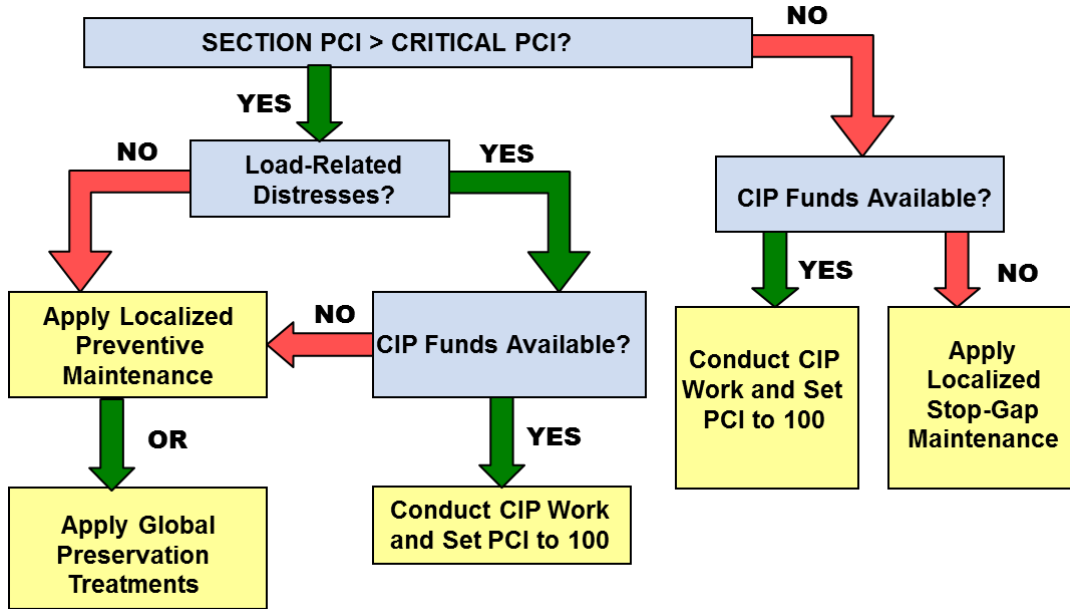 SECTION PCI > CRITICAL PCI?
NO
YES
NO
Load-Related
Distresses?
YES
CIP Funds Available?
YES
NO
Apply Localized
Preventive
Maintenance
NO
CIP Funds Available?
Conduct CIP
Work and Set
PCI to 100
Apply
Localized
Stop-Gap
Maintenance
OR
YES
Apply Global
Preservation
Treatments
Conduct CIP Work
and Set PCI to 100